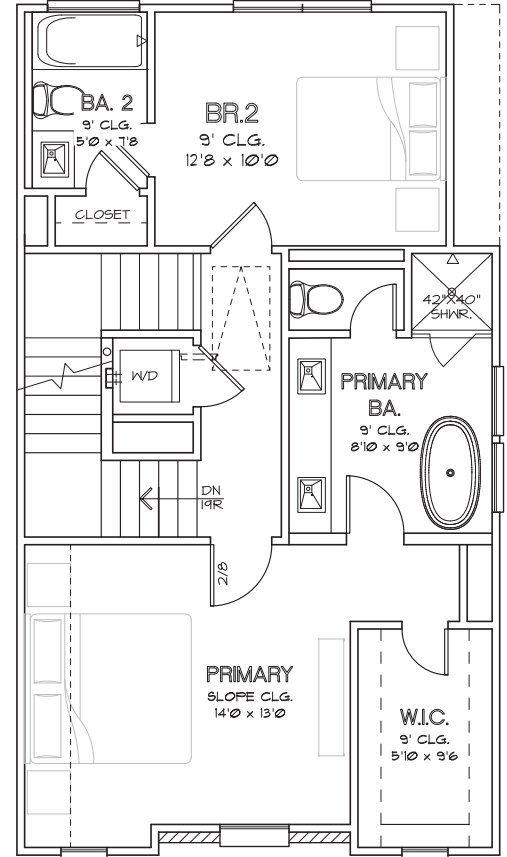 BA. 2
9' CLG.
5'0 x 7'8
BR.2
9' CLG.
12'8 x 10'0
CLOSET
42"X40"
SHWR.
W/D
PRIMARY
BA.
9' CLG.
8'10 x 9'0
DN
19R
2/8
PRIMARY
SLOPE CLG.
14'0 x 13'0
W.I.C.
9' CLG.
5'10 x 9'6